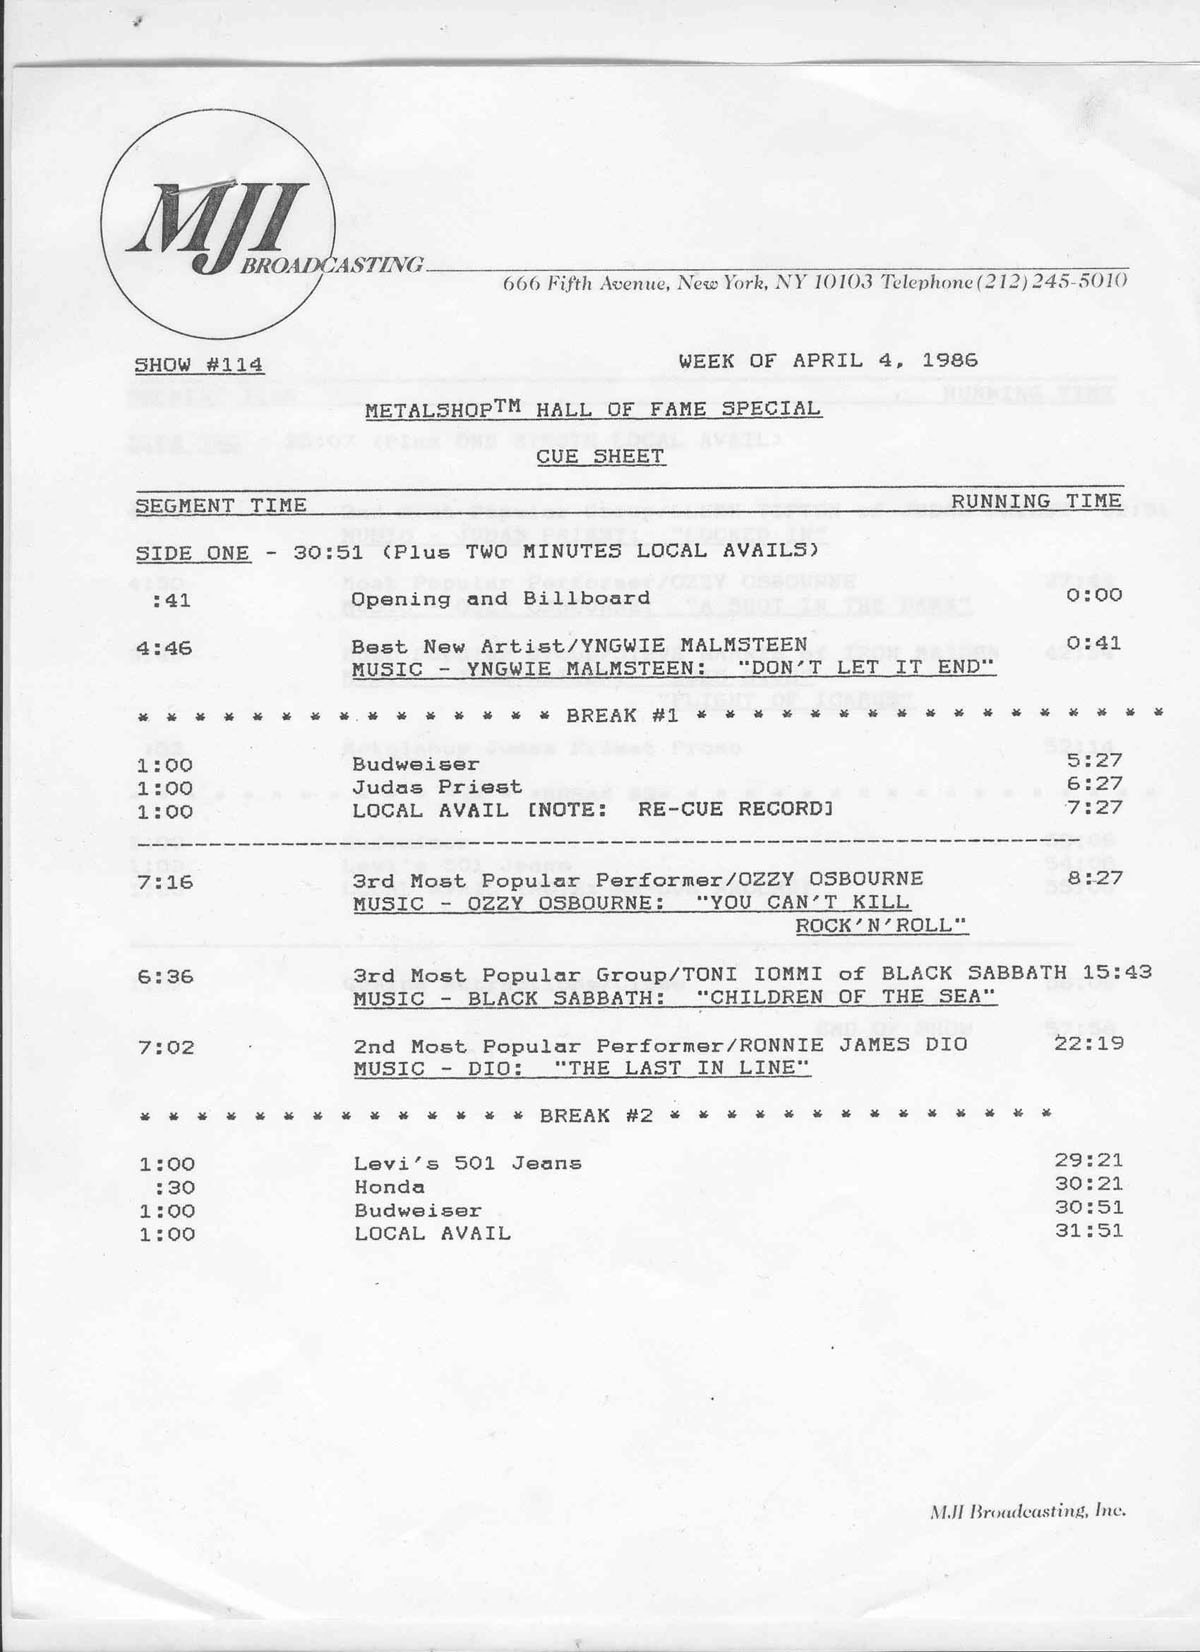 MJI
BROADCASTING
666 Fifth Avenue, New York, NY 10103 Telephone (212) 245-5010
SHOW #114 WEEK OF APRIL 4, 1986
METALSHOP™ HALL OF FAME SPECIAL
CUE SHEET
SEGMENT TIME RUNNING TIME
SIDE ONE - 30:51 (Plus TWO MINUTES LOCAL AVAILS)
:41 Opening and Billboard 0:00
4:46 Best New Artist/YNGWIE MALMSTEEN 0:41
MUSIC - YNGWIE MALMSTEEN: "DON'T LET IT END"
* * * * * * * * * * * * * * * BREAK #1 * * * * * * * * * * * * * * * * *
1:00 Budweiser 5:27
1:00 Judas Priest 6:27
1:00 LOCAL AVAIL [NOTE: RE-CUE RECORD] 7:27
7:16 3rd Most Popular Performer/OZZY OSBOURNE 8:27
MUSIC - OZZY OSBOURNE: "YOU CAN'T KILL
ROCK'N'ROLL"
6:36 3rd Most Popular Group/TONI IOMMI of BLACK SABBATH 15:43
MUSIC - BLACK SABBATH: "CHILDREN OF THE SEA"
7:02 2nd Most Popular Performer/RONNIE JAMES DIO 22:19
MUSIC - DIO: "THE LAST IN LINE"
* * * * * * * * * * * * * * BREAK #2 * * * * * * * * * * * * * *
1:00 Levi's 501 Jeans 29:21
:30 Honda 30:21
1:00 Budweiser 30:51
1:00 LOCAL AVAIL 31:51
MJI Broadcasting, Inc.